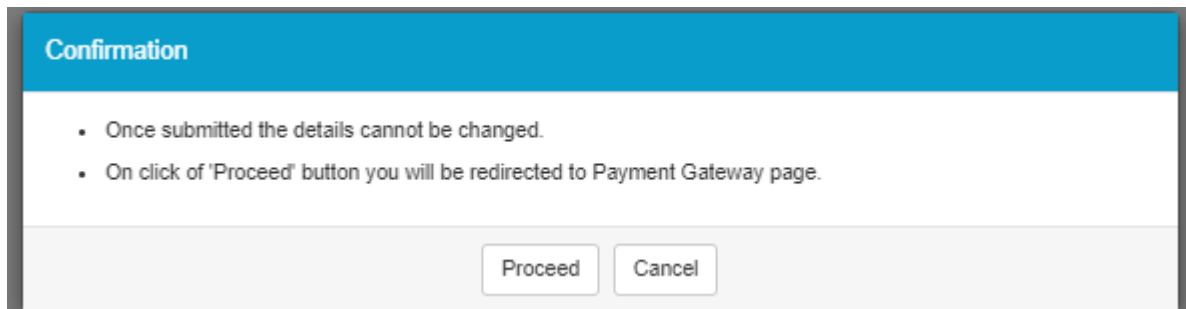 Confirmation
• Once submitted the details cannot be changed.
• On click of 'Proceed' button you will be redirected to Payment Gateway page.
Proceed Cancel